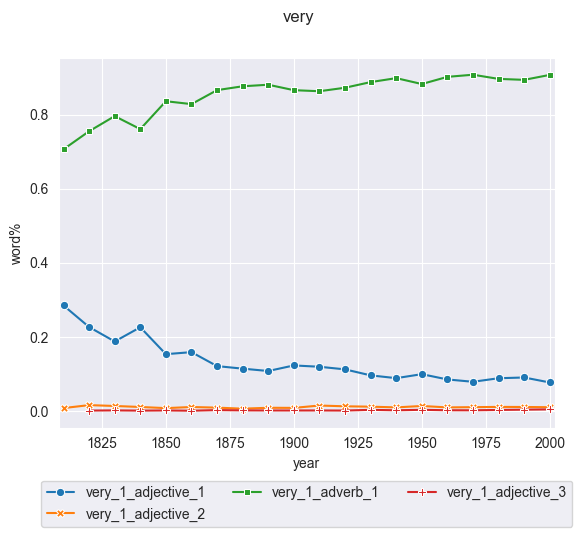 very
0.8
0.6
0.4
0.2
0.0
word%
1825 1850 1875 1900 1925 1950 1975 2000
year
very_1_adjective_1 very_1_adverb_1 very_1_adjective_3
very_1_adjective_2